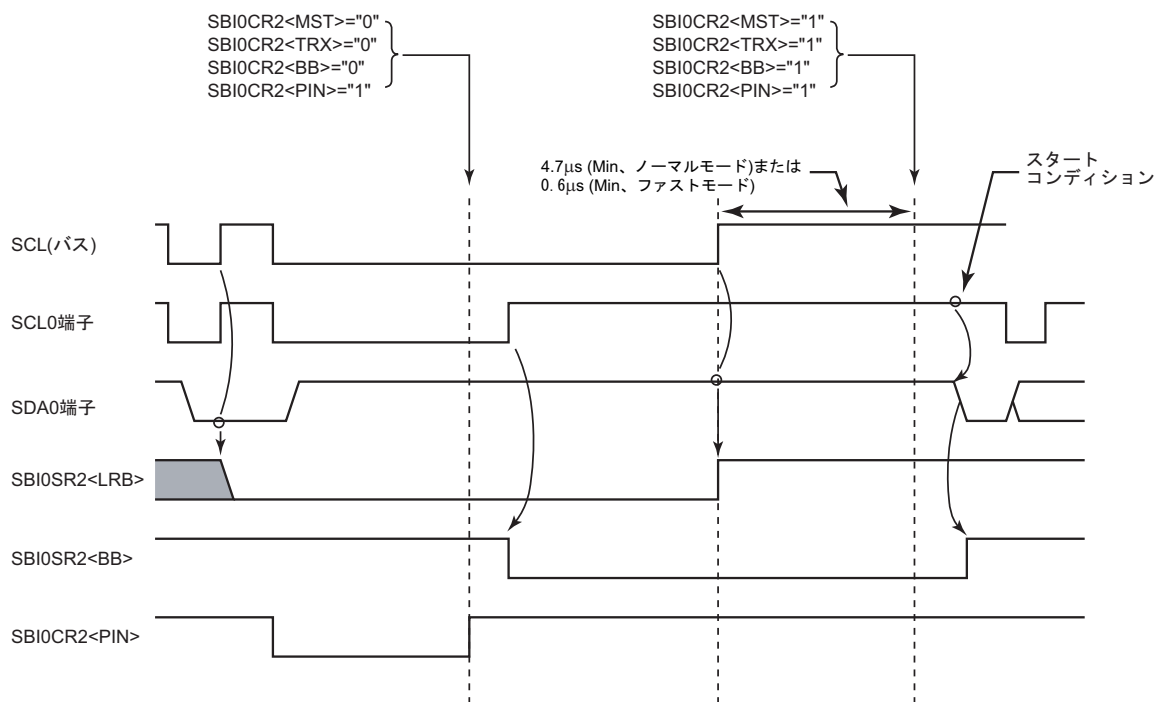 SBI0CR2<MST>="0"
SBI0CR2<TRX>="0"
SBI0CR2<BB>="0"
SBI0CR2<PIN>="1"
SBI0CR2<MST>="1"
SBI0CR2<TRX>="1"
SBI0CR2<BB>="1"
SBI0CR2<PIN>="1"
4.7μs (Min、ノーマルモード)または
0.6μs (Min、ファストモード)
スタート
コンディション
SCL(バス)
SCL0端子
SDA0端子
SBI0SR2<LRB>
SBI0SR2<BB>
SBI0CR2<PIN>